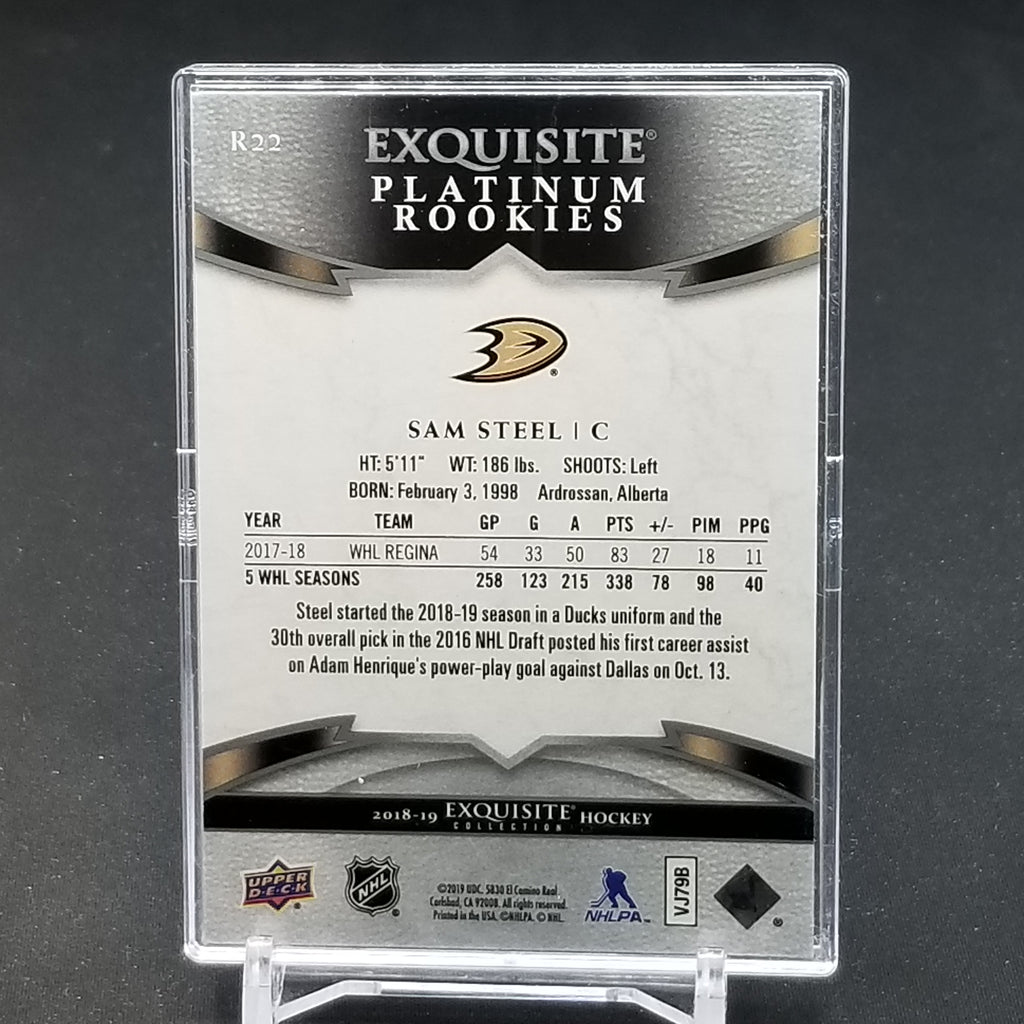 R22
EXQUISITE®
PLATINUM
ROOKIES
®
SAM STEEL | C
HT: 5'11" WT: 186 lbs. SHOOTS: Left
BORN: February 3, 1998 Ardrossan, Alberta
YEAR TEAM GP G A PTS +/- PIM PPG
2017-18 WHL REGINA 54 33 50 83 27 18 11
5 WHL SEASONS 258 123 215 338 78 98 40
Steel started the 2018-19 season in a Ducks uniform and the
30th overall pick in the 2016 NHL Draft posted his first career assist
on Adam Henrique's power-play goal against Dallas on Oct. 13.
2018-19 EXQUISITE® HOCKEY
COLLECTION
UPPER
D·E·C·K
®
NHL
®
©2019 UDC. 5830 El Camino Real
Carlsbad, CA 92008. All rights reserved.
Printed in the USA. ©NHLPA. © NHL.
NHLPA™
VJ79B
®